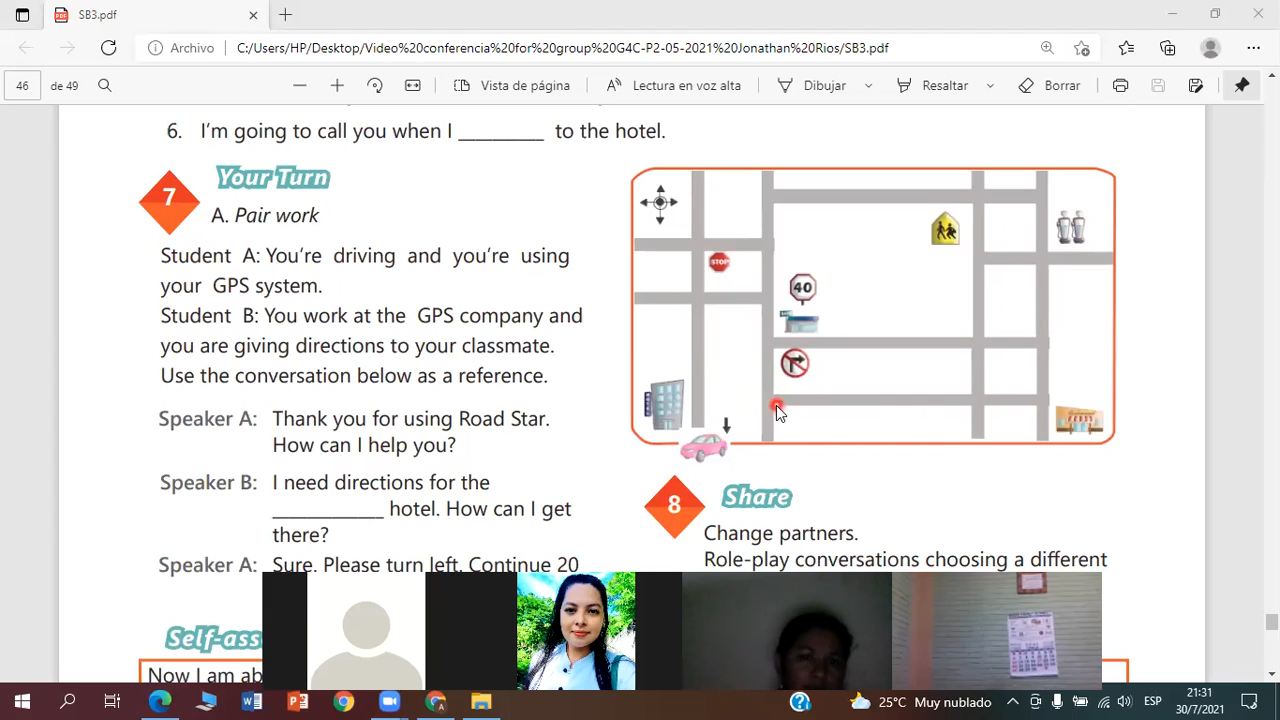 SB3.pdf
Archivo
C:/Users/HP/Desktop/Video%20conferencia%20for%20group%20G4C-P2-05-2021%20Jonathan%20Rios/SB3.pdf
46 de 49
Vista de página
Lectura en voz alta
Dibujar
Resaltar
Borrar
6. I'm going to call you when I ________ to the hotel.
7
Your Turn
A. Pair work
Student A: You're driving and you're using
your GPS system.
Student B: You work at the GPS company and
you are giving directions to your classmate.
Use the conversation below as a reference.
Speaker A: Thank you for using Road Star.
How can I help you?
Speaker B: I need directions for the
____________ hotel. How can I get
there?
Speaker A: Sure. Please turn left. Continue 20
STOP
40
8
Share
Change partners.
Role-play conversations choosing a different
Self-ass
Now I am ab
25°C Muy nublado
ESP
21:31
30/7/2021